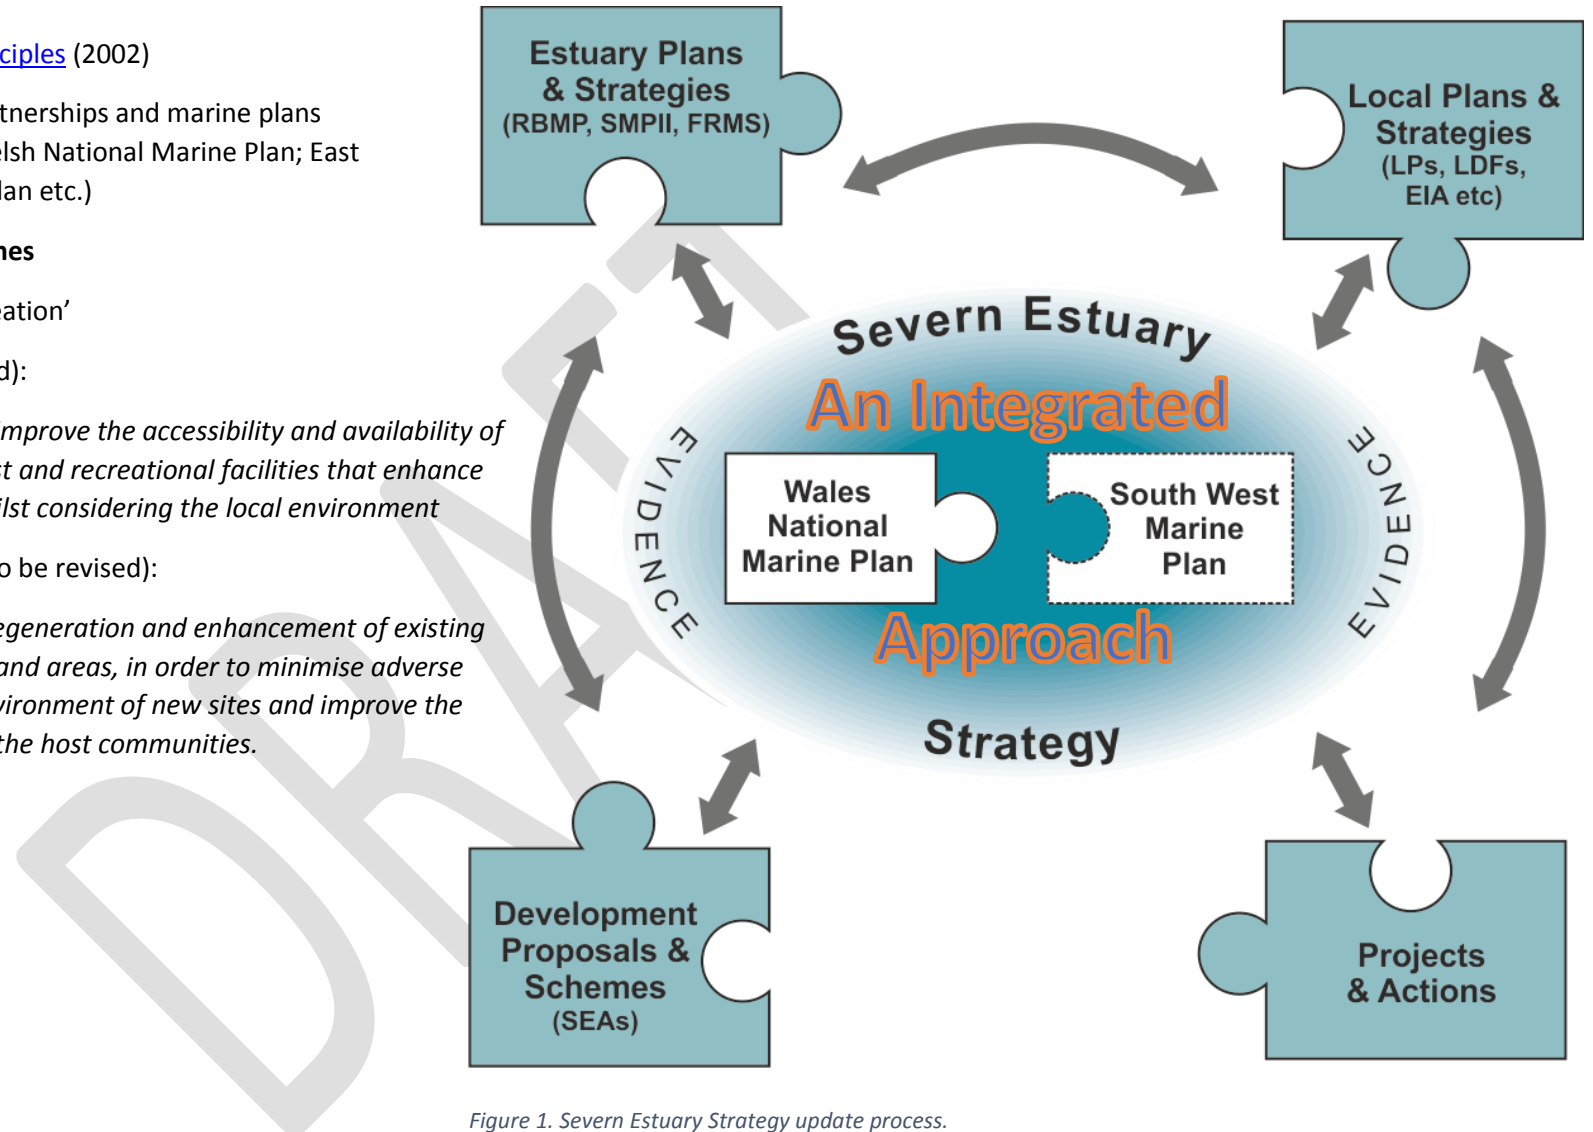 ciples (2002)
tnerships and marine plans
elsh National Marine Plan; East
lan etc.)
nes
eation’
d):
improve the accessibility and availability of
st and recreational facilities that enhance
ilst considering the local environment
o be revised):
egeneration and enhancement of existing
and areas, in order to minimise adverse
vironment of new sites and improve the
the host communities.
DRAFT
Estuary Plans
& Strategies
(RBMP, SMPII, FRMS)
Local Plans &
Strategies
(LPs, LDFs,
EIA etc)
Severn Estuary
An Integrated
EVIDENCE
Wales
National
Marine Plan
South West
Marine
Plan
EVIDENCE
Approach
Strategy
Development
Proposals &
Schemes
(SEAs)
Projects
& Actions
Figure 1. Severn Estuary Strategy update process.